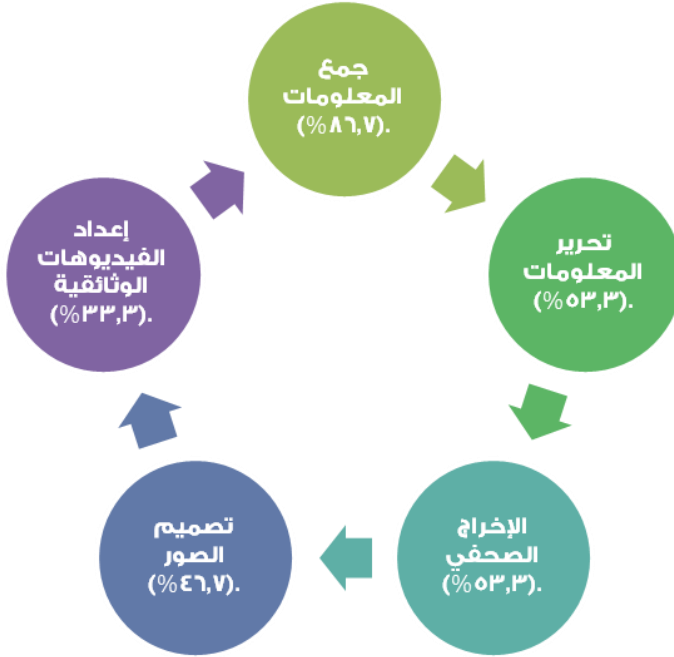 جمع
المعلومات
(%٨٦,٧).
تحرير
المعلومات
(%٥٣,٣).
الإخراج
الصحفي
(%٥٣,٣).
تصميم
الصور
(%٤٦,٧).
إعداد
الفيديوهات
الوثائقية
(%٣٣,٣).